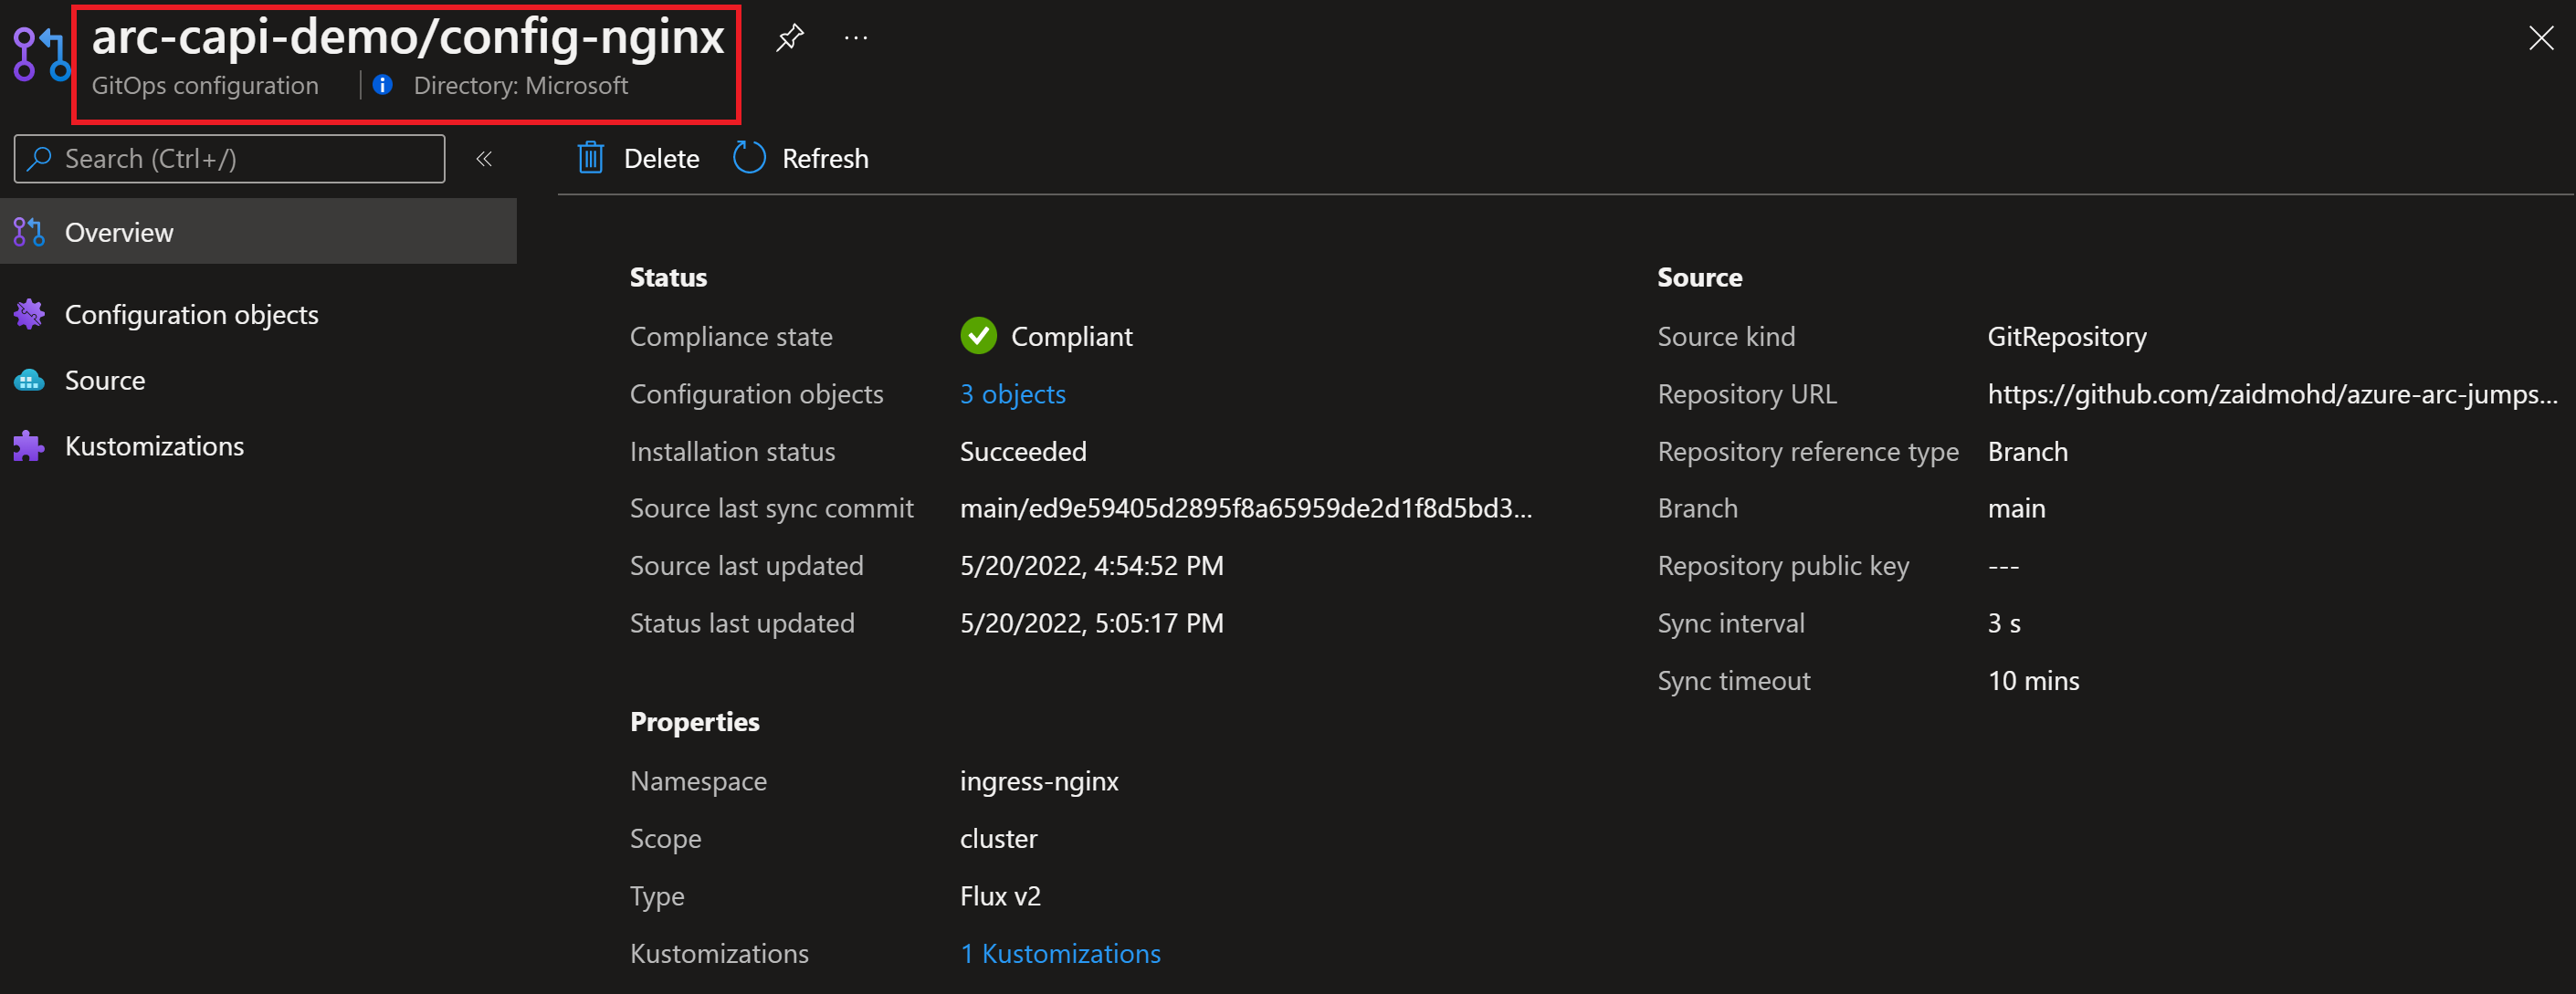 arc-capi-demo/config-nginx
GitOps configuration
Directory: Microsoft
Search (Ctrl+/)
Delete
Refresh
Overview
Configuration objects
Source
Kustomizations
Status
Compliance state Compliant
Configuration objects 3 objects
Installation status Succeeded
Source last sync commit main/ed9e59405d2895f8a65959de2d1f8d5bd3...
Source last updated 5/20/2022, 4:54:52 PM
Status last updated 5/20/2022, 5:05:17 PM
Properties
Namespace ingress-nginx
Scope cluster
Type Flux v2
Kustomizations 1 Kustomizations
Source
Source kind GitRepository
Repository URL https://github.com/zaidmohd/azure-arc-jumps...
Repository reference type Branch
Branch main
Repository public key ---
Sync interval 3 s
Sync timeout 10 mins